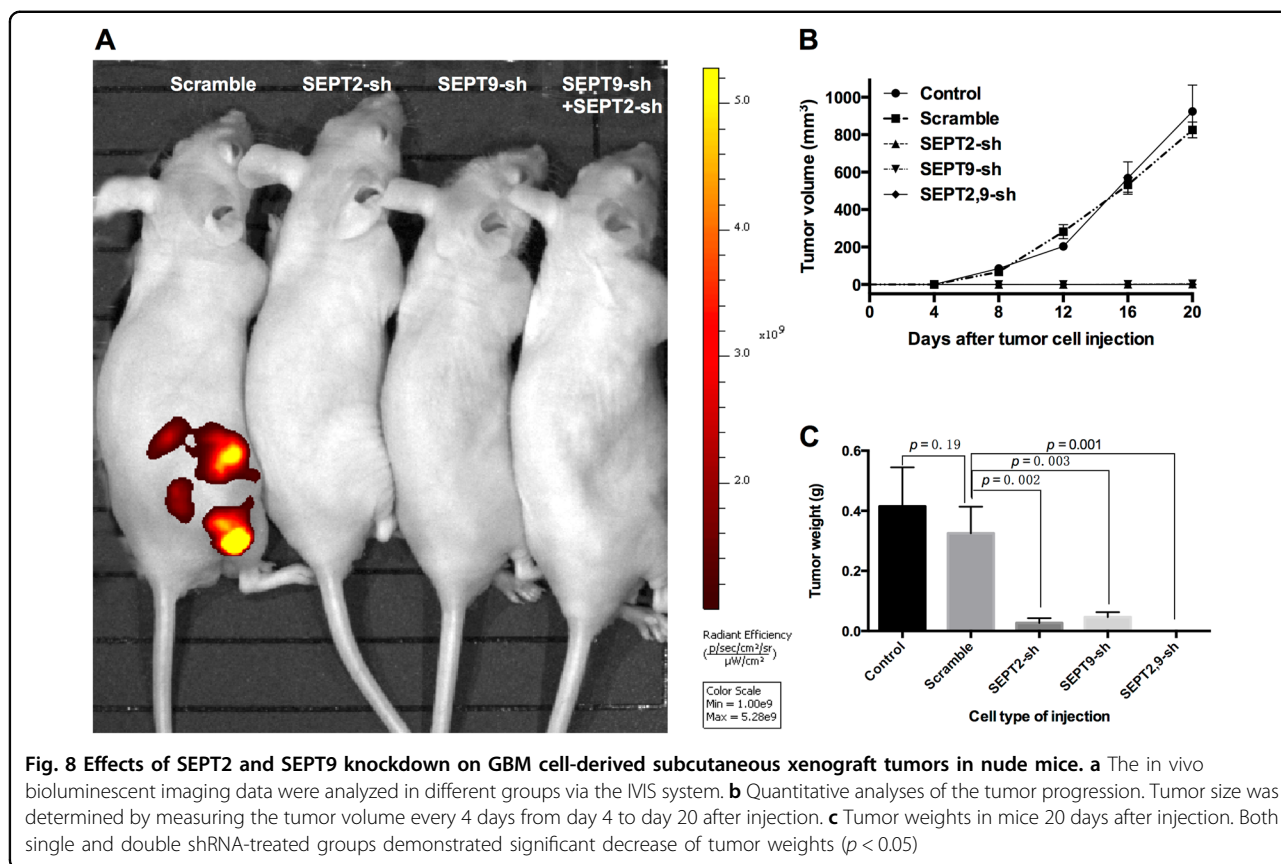 A
Scramble
SEPT2-sh
SEPT9-sh
SEPT9-sh
+SEPT2-sh
5.0
4.0
x10⁹
3.0
2.0
Radiant Efficiency
(p/sec/cm²/sr
μW/cm²)
Color Scale
Min = 1.00e9
Max = 5.28e9
B
Control
Scramble
SEPT2-sh
SEPT9-sh
SEPT2,9-sh
Tumor volume (mm³)
1000
800
600
400
200
0
0 4 8 12 16 20
Days after tumor cell injection
C
p = 0.19
p = 0.001
p = 0.003
p = 0.002
Tumor weight (g)
0.6
0.4
0.2
0.0
Control
Scramble
SEPT2-sh
SEPT9-sh
SEPT2,9-sh
Cell type of injection
Fig. 8 Effects of SEPT2 and SEPT9 knockdown on GBM cell-derived subcutaneous xenograft tumors in nude mice. a The in vivo
bioluminescent imaging data were analyzed in different groups via the IVIS system. b Quantitative analyses of the tumor progression. Tumor size was
determined by measuring the tumor volume every 4 days from day 4 to day 20 after injection. c Tumor weights in mice 20 days after injection. Both
single and double shRNA-treated groups demonstrated significant decrease of tumor weights (p < 0.05)